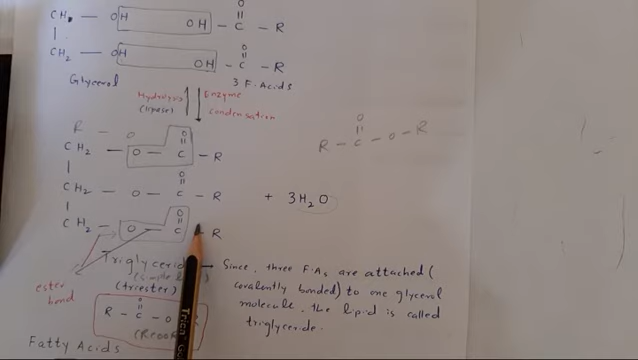 O
CH₂ — OH OH — C — R
O
CH₂ — OH OH — C — R
Glycerol 3 F.Acids
Hydrolysis Enzyme
(lipase) condensation
R — O O
CH₂ — O — C — R
O
R — C — O — R
O
CH₂ — O — C — R + 3H₂O
O
CH₂ — O — C — R
Triglyceride — Since, three F.As are attached (
(triester) covalently bonded) to one glycerol
ester molecule, the lipid is called
bond triglyceride.
O
R — C — O
Fatty Acids